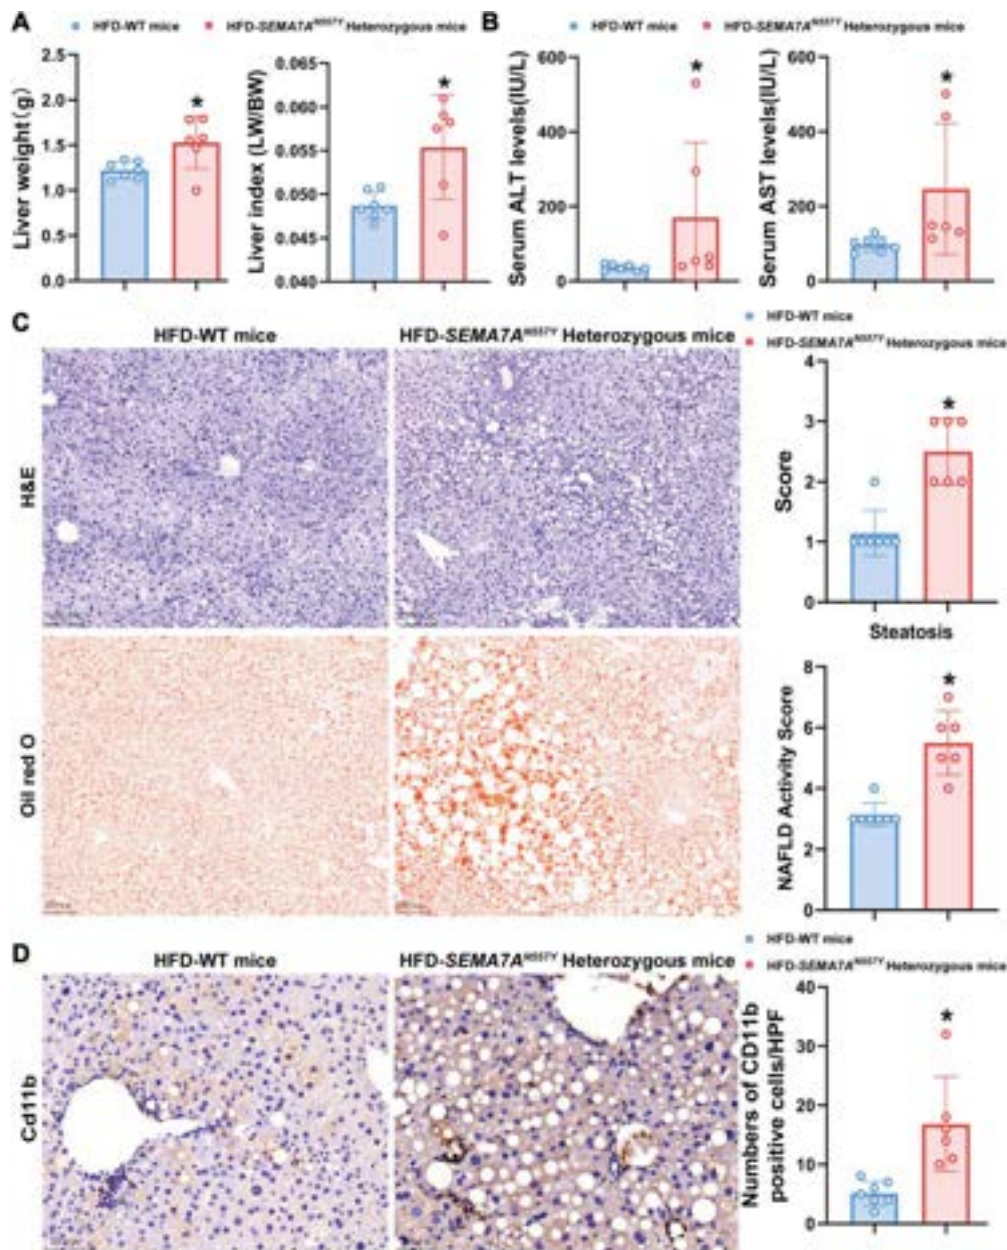 A HFD-WT mice HFD-SEMA7A^N557Y Heterozygous mice
B HFD-WT mice HFD-SEMA7A^N557Y Heterozygous mice
Liver weight(g)
2.5
2.0
1.5
1.0
0.5
0.0
*
Liver index (LW/BW)
0.065
0.060
0.055
0.050
0.045
0.040
*
Serum ALT levels(IU/L)
600
400
200
0
*
Serum AST levels(IU/L)
600
400
200
0
*
C
HFD-WT mice
HFD-SEMA7A^N557Y Heterozygous mice
H&E
Oil red O
HFD-WT mice
HFD-SEMA7A^N557Y Heterozygous mice
Score
4
3
2
1
0
*
Steatosis
NAFLD Activity Score
8
6
4
2
0
*
D
HFD-WT mice
HFD-SEMA7A^N557Y Heterozygous mice
Cd11b
HFD-WT mice
HFD-SEMA7A^N557Y Heterozygous mice
Numbers of CD11b
positive cells/HPF
40
30
20
10
0
*